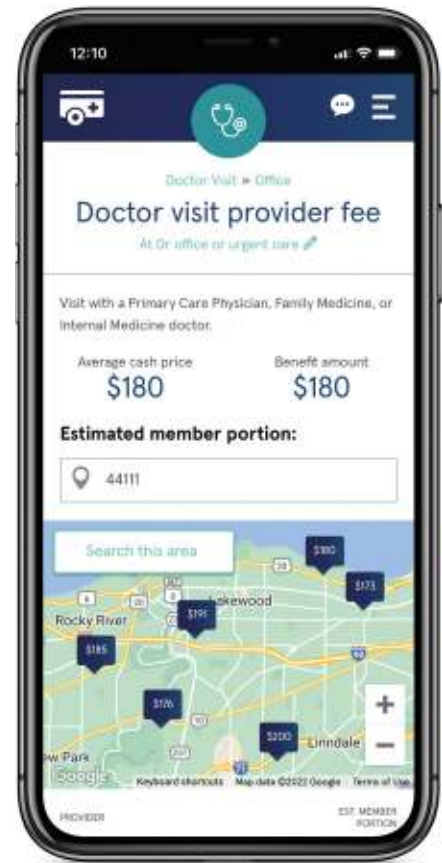 12:10
Doctor Visit » Office
Doctor visit provider fee
At Dr office or urgent care
Visit with a Primary Care Physician, Family Medicine, or
Internal Medicine doctor.
Average cash price
Benefit amount
$180
$180
Estimated member portion:
44111
Search this area
$180
$173
$191
Lakewood
Rocky River
$185
$176
$200
Linndale
w Park
Google
Keyboard shortcuts
Map data ©2022 Google
Terms of Use
PROVIDER
EST. MEMBER
PORTION